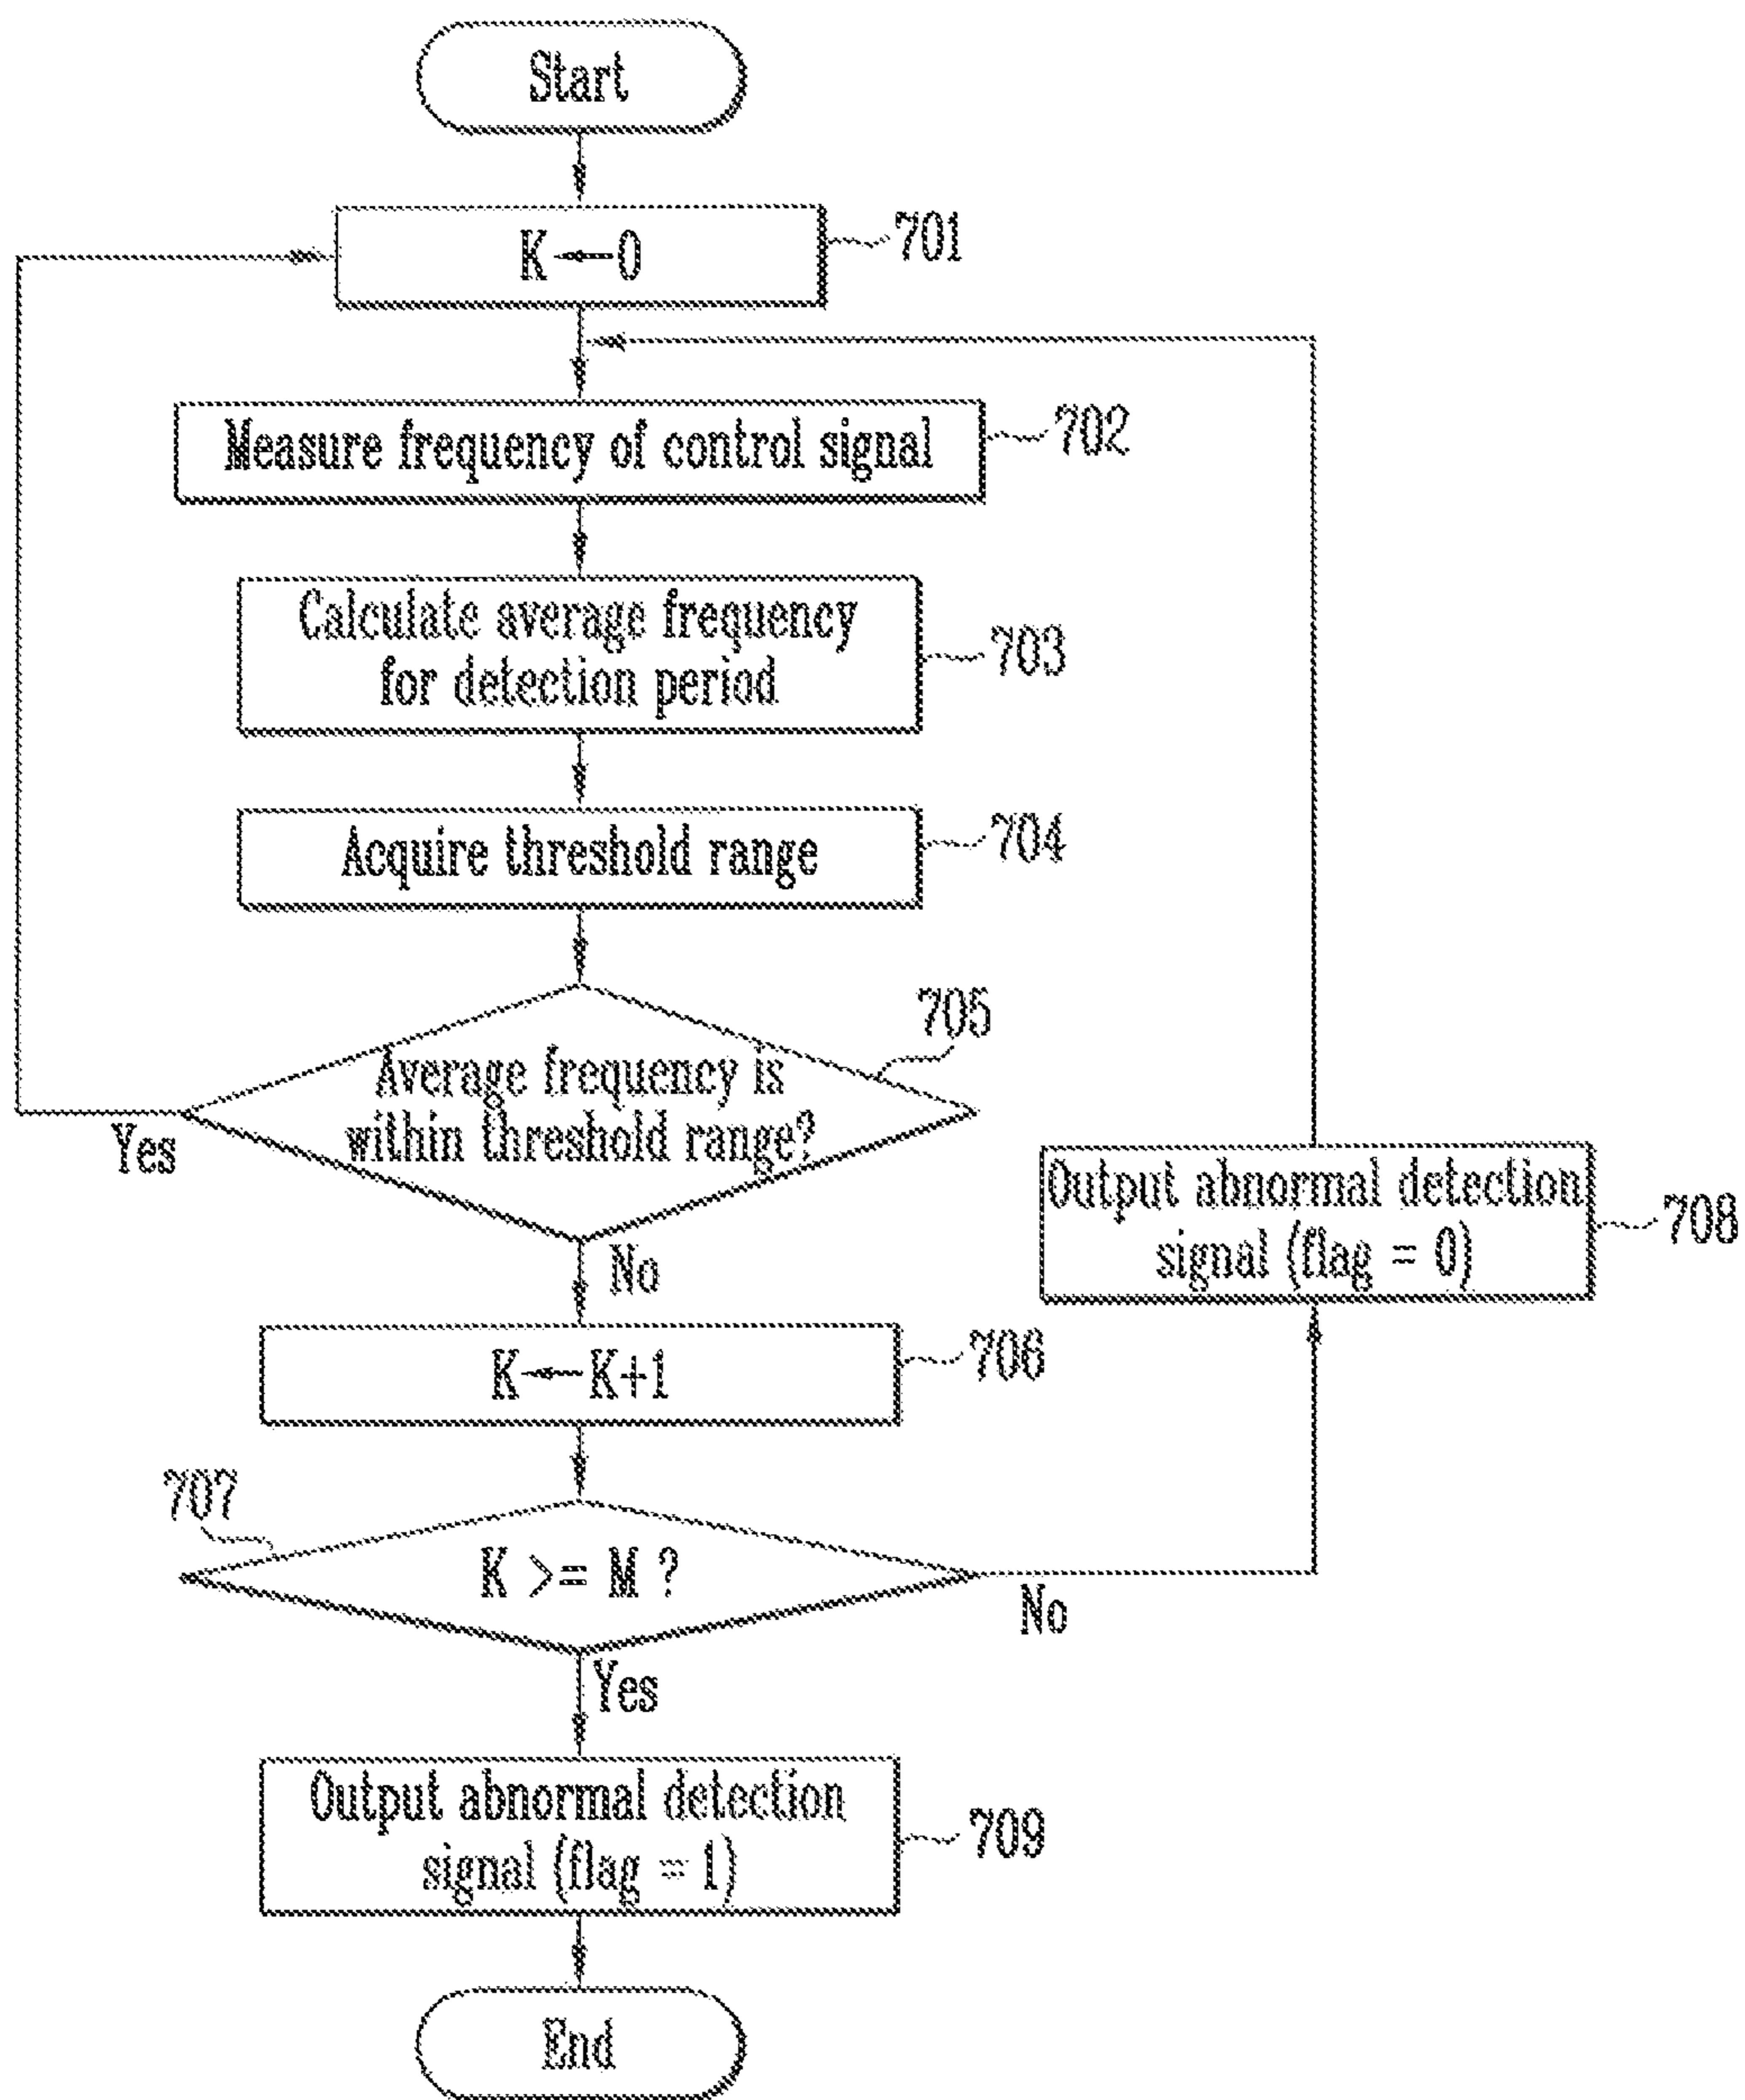 Start
K←0
701
Measure frequency of control signal
702
Calculate average frequency
for detection period
703
Acquire threshold range
704
705
Average frequency is
within threshold range?
Yes
No
Output abnormal detection
signal (flag = 0)
708
K←K+1
706
707
K >= M ?
No
Yes
Output abnormal detection
signal (flag = 1)
709
End